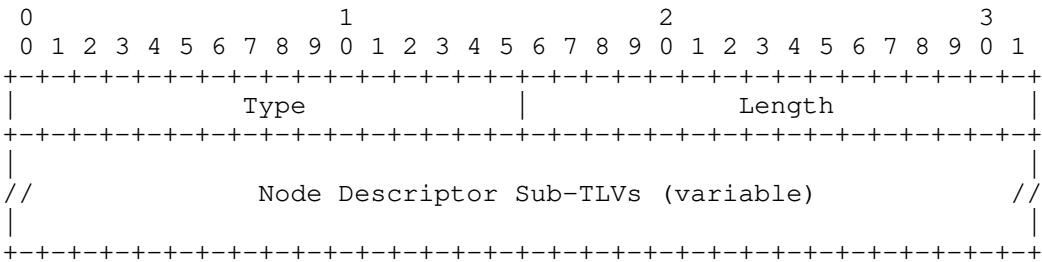 0                   1                   2                   3
 0 1 2 3 4 5 6 7 8 9 0 1 2 3 4 5 6 7 8 9 0 1 2 3 4 5 6 7 8 9 0 1
+-+-+-+-+-+-+-+-+-+-+-+-+-+-+-+-+-+-+-+-+-+-+-+-+-+-+-+-+-+-+-+-+
|              Type             |             Length            |
+-+-+-+-+-+-+-+-+-+-+-+-+-+-+-+-+-+-+-+-+-+-+-+-+-+-+-+-+-+-+-+-+
|                                                               |
//              Node Descriptor Sub-TLVs (variable)            //
|                                                               |
+-+-+-+-+-+-+-+-+-+-+-+-+-+-+-+-+-+-+-+-+-+-+-+-+-+-+-+-+-+-+-+-+